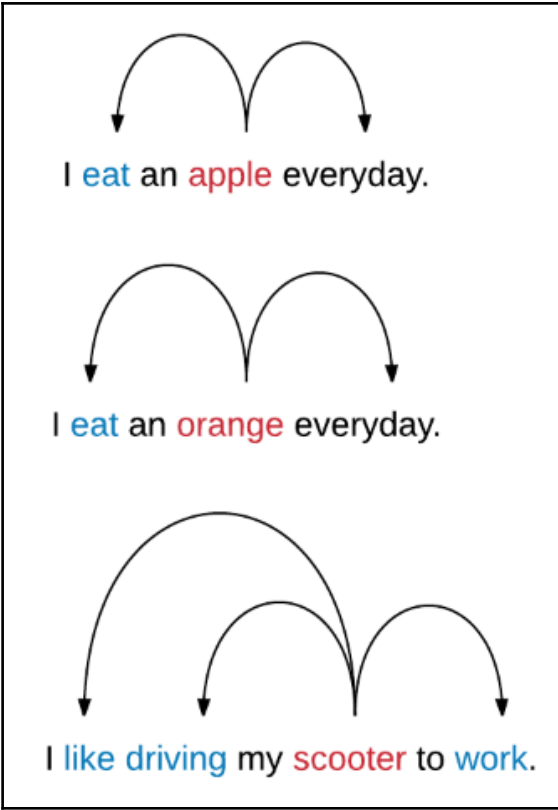 I eat an apple everyday.
I eat an orange everyday.
I like driving my scooter to work.